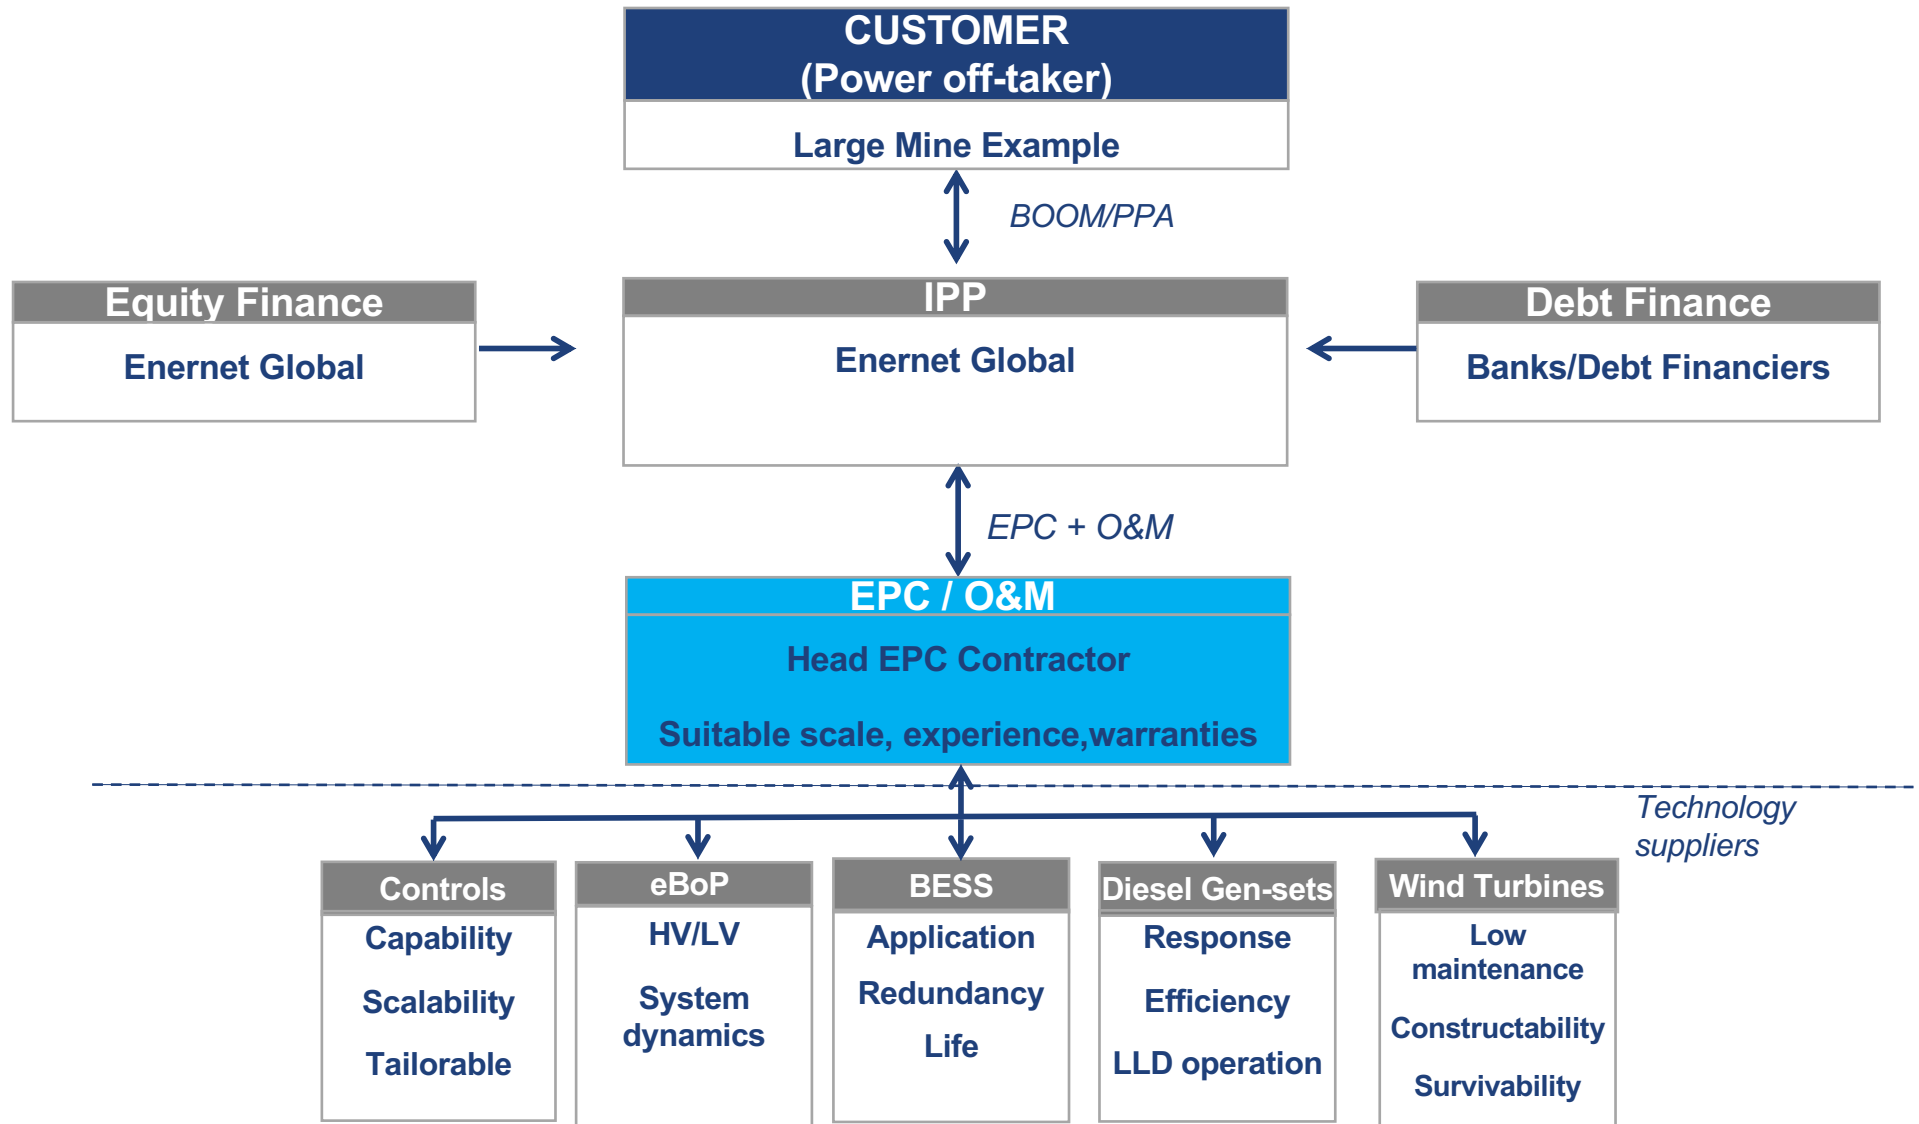 CUSTOMER
(Power off-taker)
Large Mine Example
BOOM/PPA
Equity Finance
Enernet Global
IPP
Enernet Global
Debt Finance
Banks/Debt Financiers
EPC + O&M
EPC / O&M
Head EPC Contractor
Suitable scale, experience,warranties
Technology
suppliers
Controls
Capability
Scalability
Tailorable
eBoP
HV/LV
System
dynamics
BESS
Application
Redundancy
Life
Diesel Gen-sets
Response
Efficiency
LLD operation
Wind Turbines
Low
maintenance
Constructability
Survivability